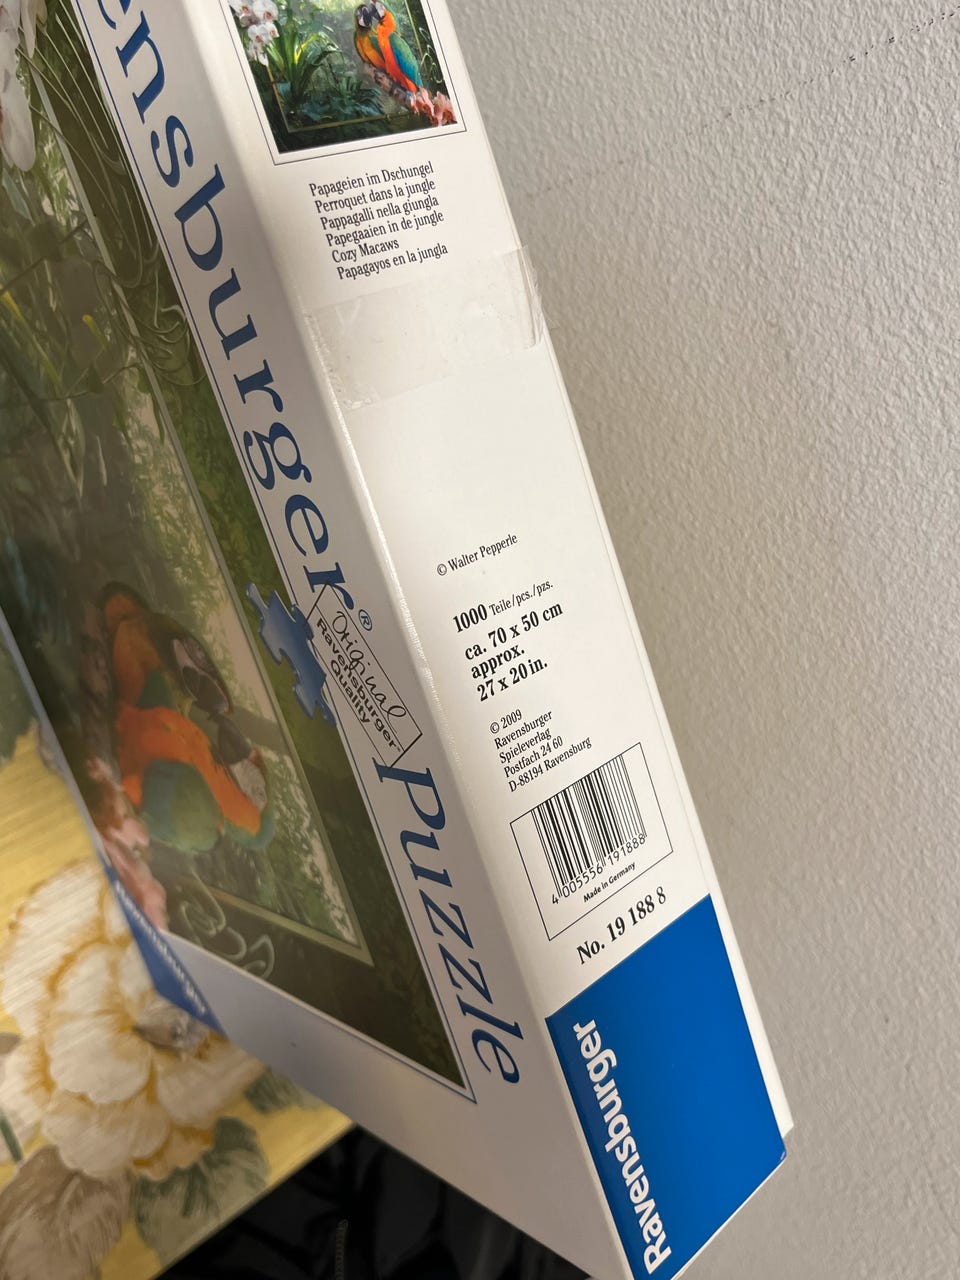 ensburger® Puzzle
Original
Ravensburger
Quality
Papageien im Dschungel
Perroquet dans la jungle
Pappagalli nella giungla
Papegaaien in de jungle
Cozy Macaws
Papagayos en la jungla
© Walter Pepperle
1000 Teile/pcs./pzs.
ca. 70 x 50 cm
approx.
27 x 20 in.
© 2009
Ravensburger
Spieleverlag
Postfach 24 60
D-88194 Ravensburg
4 005556 191888
Made in Germany
No. 19 188 8
Ravensburger
Ravensburger